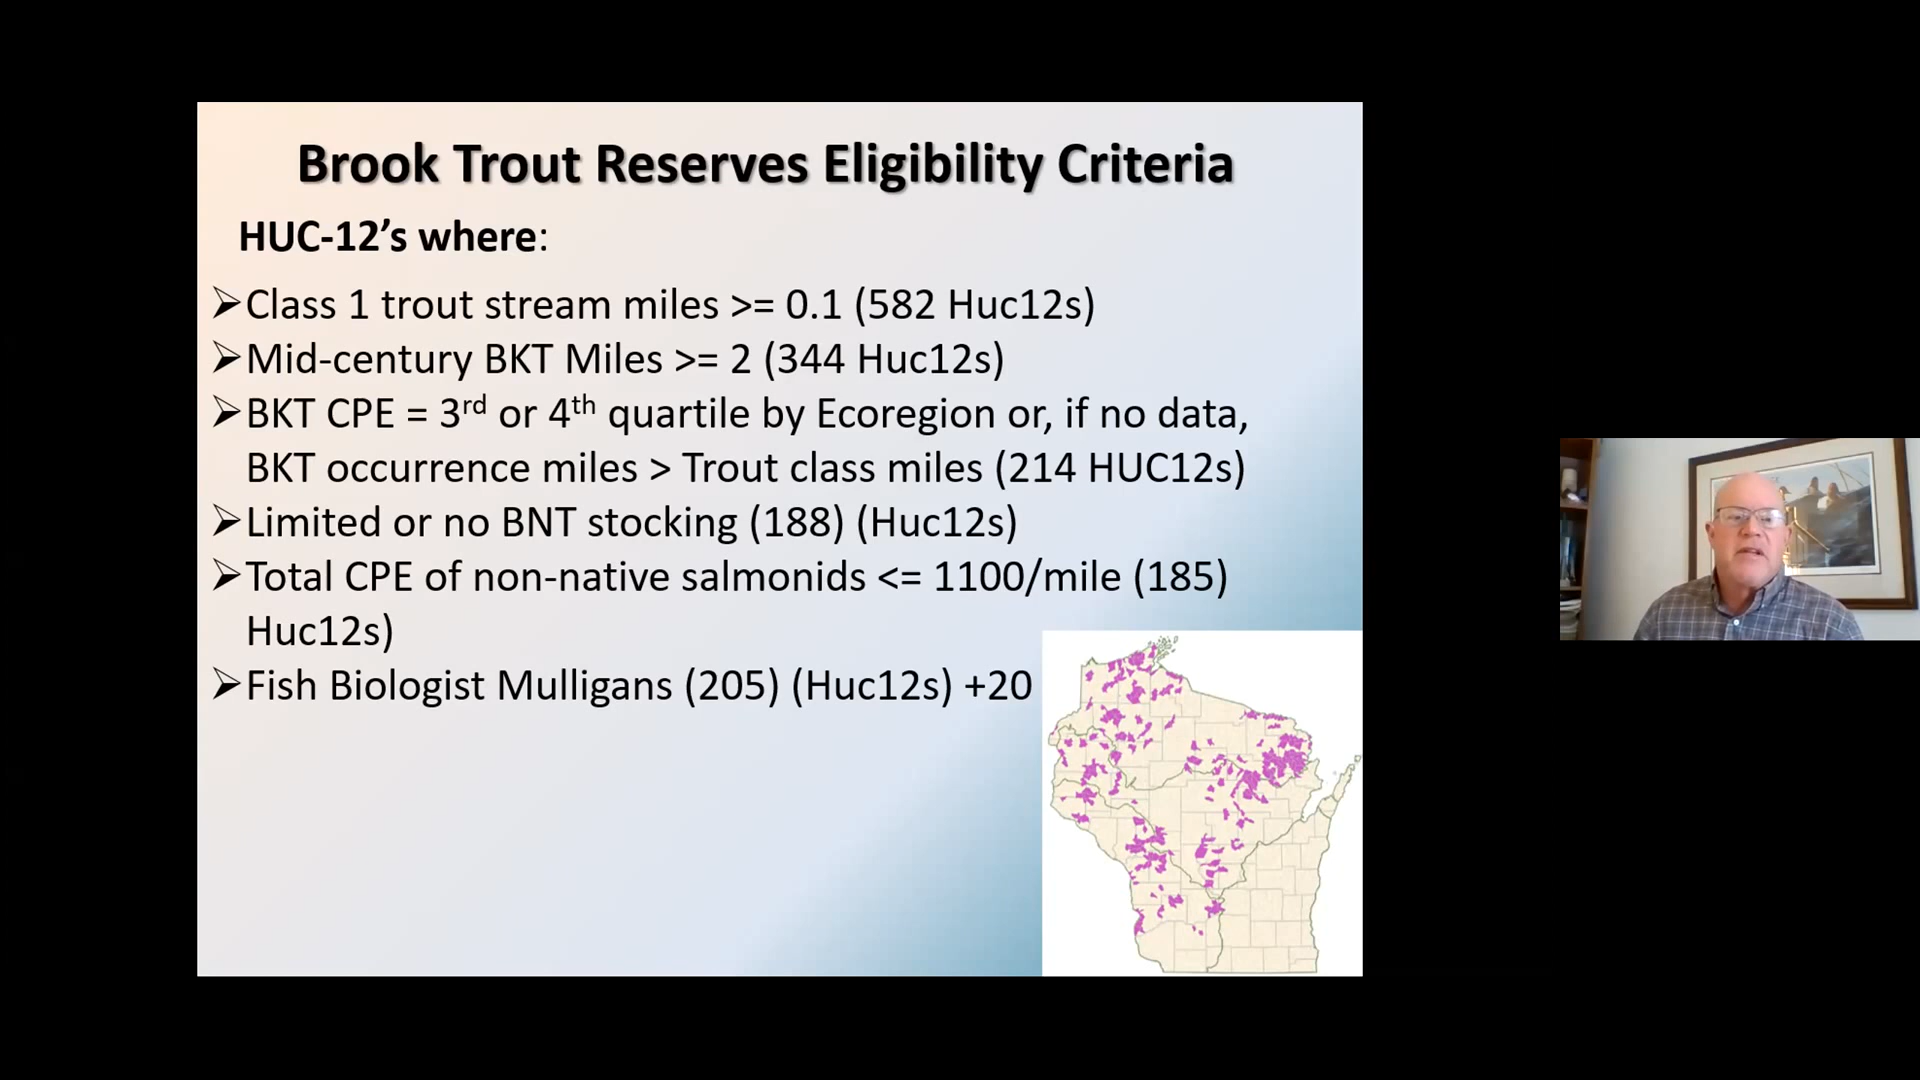 Brook Trout Reserves Eligibility Criteria
HUC-12’s where:
➢Class 1 trout stream miles >= 0.1 (582 Huc12s)
➢Mid-century BKT Miles >= 2 (344 Huc12s)
➢BKT CPE = 3rd or 4th quartile by Ecoregion or, if no data,
BKT occurrence miles > Trout class miles (214 HUC12s)
➢Limited or no BNT stocking (188) (Huc12s)
➢Total CPE of non-native salmonids <= 1100/mile (185)
Huc12s)
➢Fish Biologist Mulligans (205) (Huc12s) +20